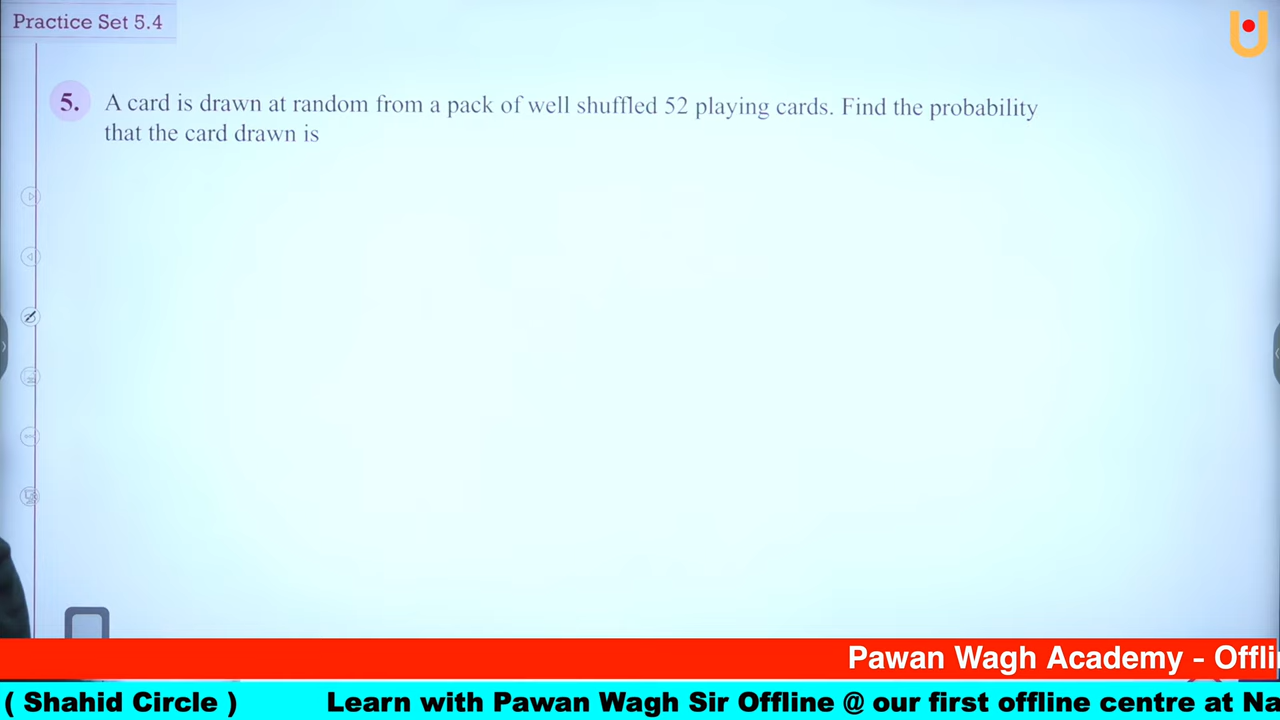 Practice Set 5.4
5. A card is drawn at random from a pack of well shuffled 52 playing cards. Find the probability
that the card drawn is
Pawan Wagh Academy - Offli
( Shahid Circle ) Learn with Pawan Wagh Sir Offline @ our first offline centre at Na